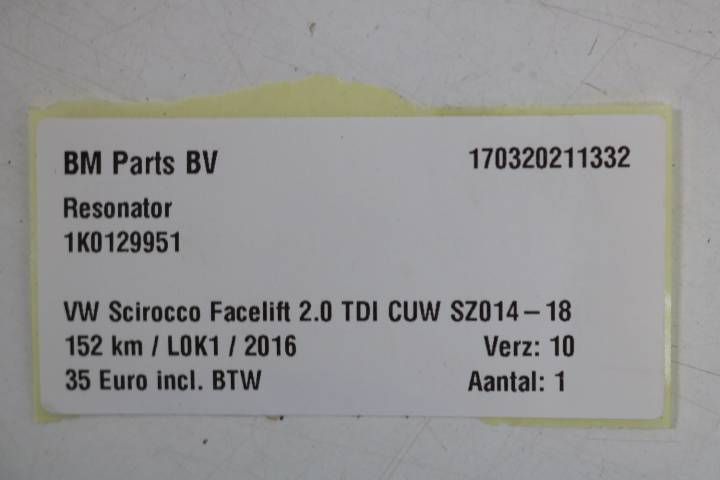 BM Parts BV 170320211332
Resonator
1K0129951
VW Scirocco Facelift 2.0 TDI CUW SZ014-18
152 km / L0K1 / 2016 Verz: 10
35 Euro incl. BTW Aantal: 1